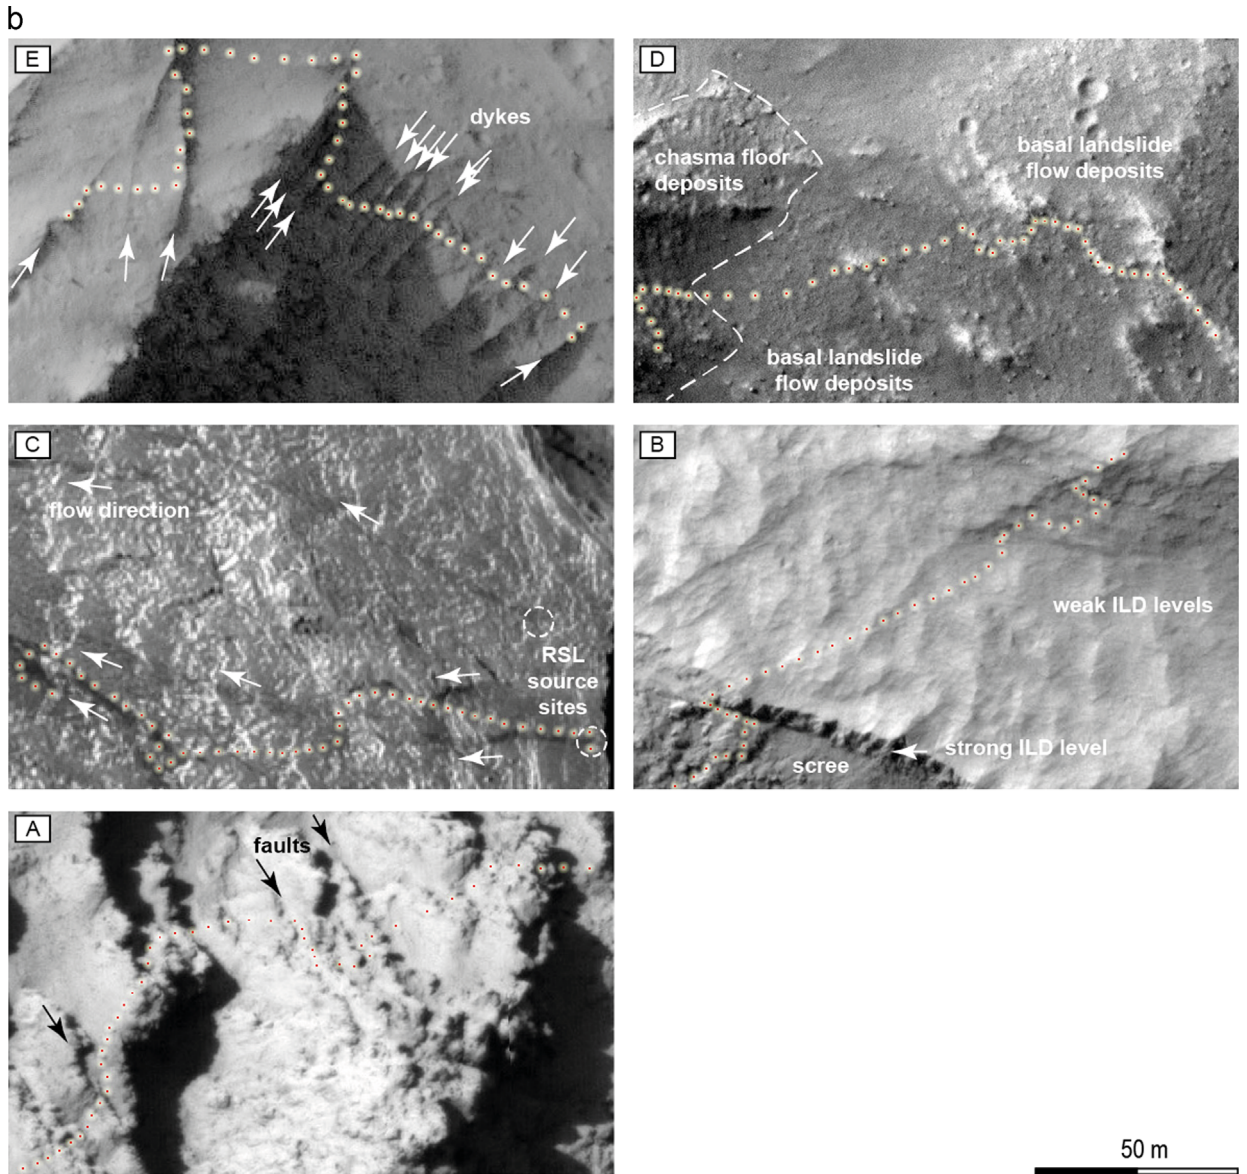 b
E
dykes
D
chasma floor
deposits
basal landslide
flow deposits
basal landslide
flow deposits
C
flow direction
RSL
source
sites
B
weak ILD levels
strong ILD level
scree
A
faults
50 m